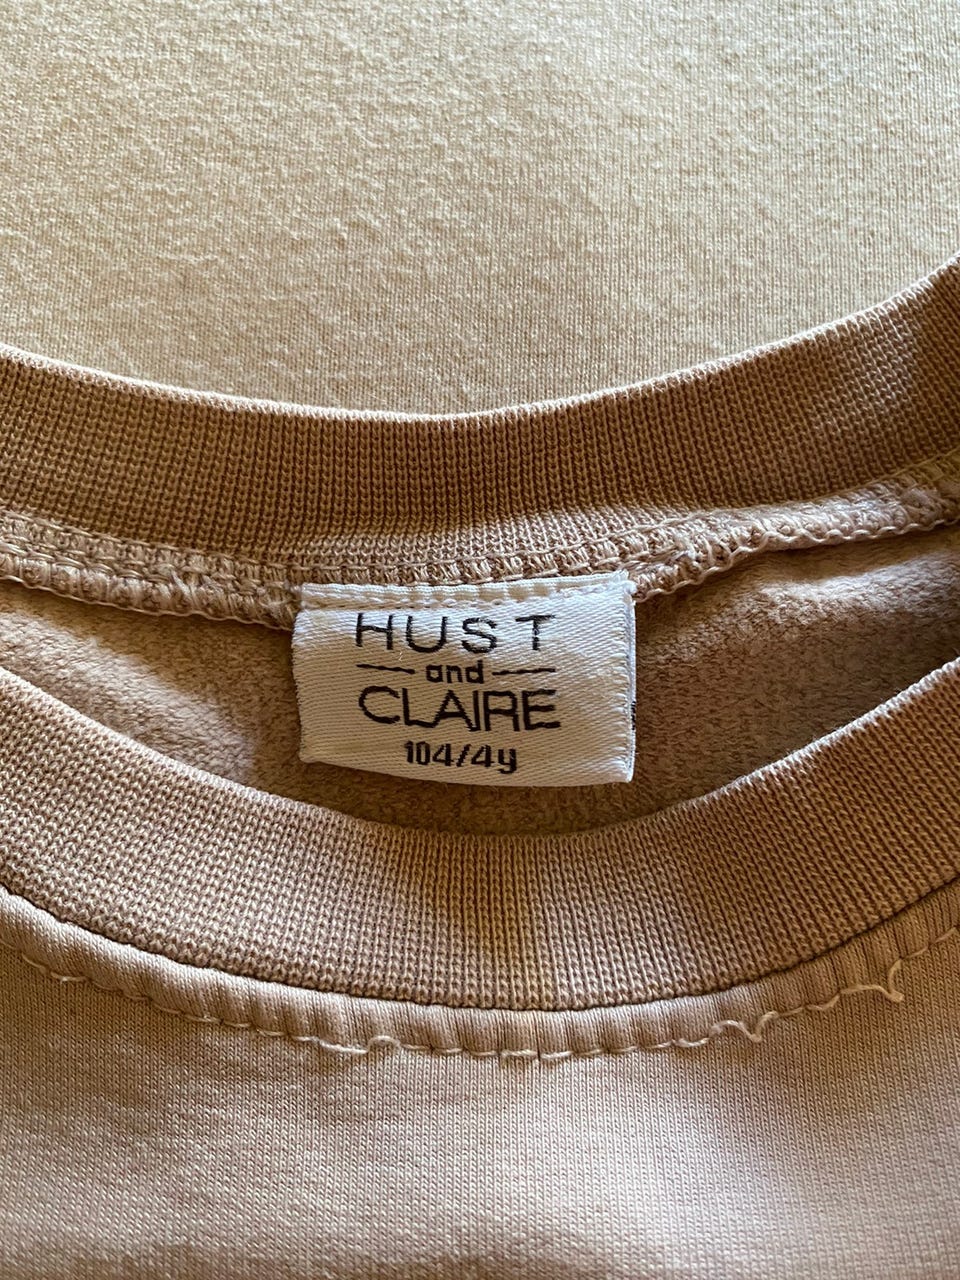 HUST
and
CLAIRE
104/4y